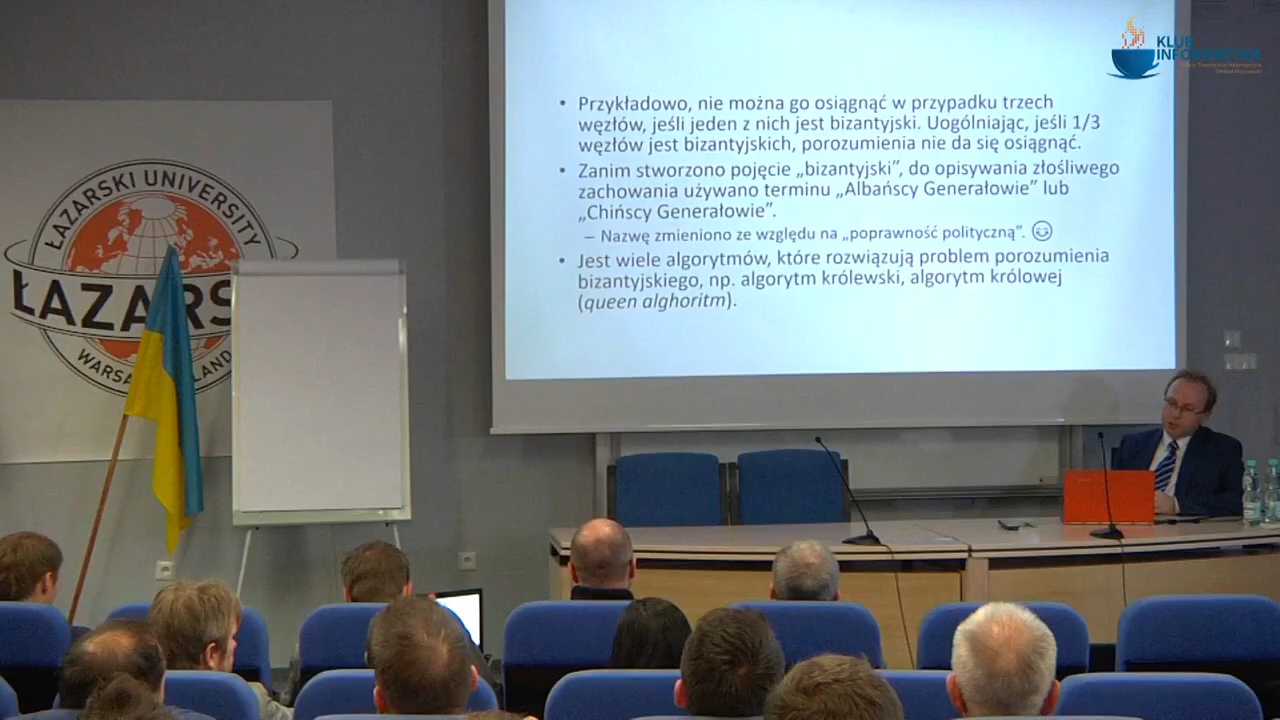 KLUB
INFORMATYKA
• Przykładowo, nie można go osiągnąć w przypadku trzech
węzłów, jeśli jeden z nich jest bizantyjski. Uogólniając, jeśli 1/3
węzłów jest bizantyjskich, porozumienia nie da się osiągnąć.
• Zanim stworzono pojęcie „bizantyjski”, do opisywania złośliwego
zachowania używano terminu „Albańscy Generałowie” lub
„Chińscy Generałowie”.
– Nazwę zmieniono ze względu na „poprawność polityczną”. ☺
• Jest wiele algorytmów, które rozwiązują problem porozumienia
bizantyjskiego, np. algorytm królewski, algorytm królowej
(queen alghoritm).
ŁAZARSKI UNIVERSITY
ŁAZARS
WARSA LAND